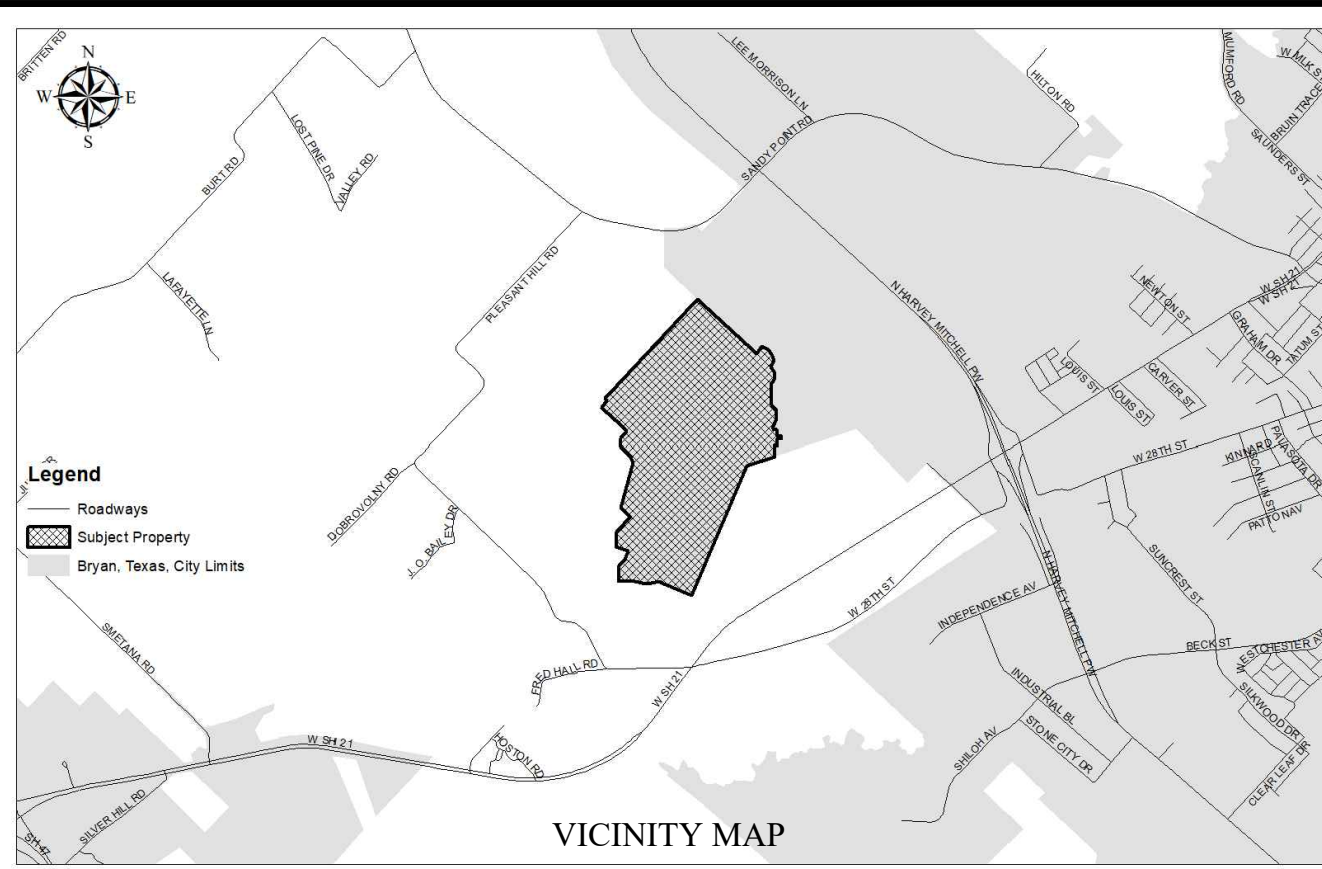 BRITTEN RD
N
W
E
S
LOST PINE DR
VALLEY RD
BURT RD
LAFAYETTE LN
PLEASANT HILL RD
LEE MORRISON LN
SANDY POINT RD
HILTON RD
MUMFORD RD
W MLK S
BRUIN TRACE
SAUNDERS ST
N HARVEY MITCHELL PW
NEWTON ST
W SH 21
W SH 21
GRAHAM DR
TATUM ST
LOUIS ST
LOUIS ST
CARVER ST
W 28TH ST
KINNARD
PALASOTA DR
SCANLIN ST
PATTON AV
Legend
Roadways
Subject Property
Bryan, Texas, City Limits
DOBROVOLNY RD
J. O. BAILEY DR
SMETANA RD
FRED HALL RD
W 28TH ST
W SH 21
INDEPENDENCE AV
N HARVEY MITCHELL PW
SUNCREST ST
BECK ST
WESTCHESTER AV
SILKWOOD DR
CLEAR LEAF DR
INDUSTRIAL BL
STONE CITY DR
SHILOH AV
W SH 21
HOSTON RD
SILVER HILL RD
SH 47
VICINITY MAP